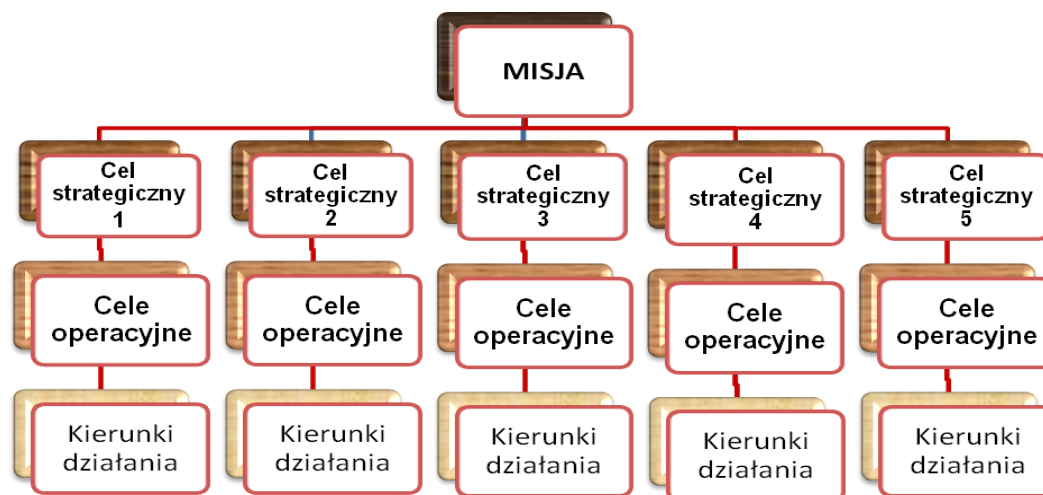 MISJA
Cel
strategiczny
1
Cel
strategiczny
2
Cel
strategiczny
3
Cel
strategiczny
4
Cel
strategiczny
5
Cele
operacyjne
Cele
operacyjne
Cele
operacyjne
Cele
operacyjne
Cele
operacyjne
Kierunki
działania
Kierunki
działania
Kierunki
działania
Kierunki
działania
Kierunki
działania